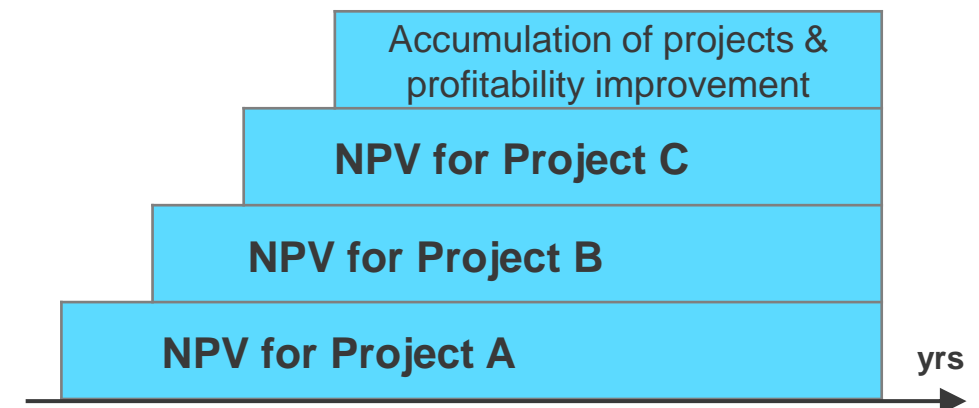 Accumulation of projects &
profitability improvement
NPV for Project C
NPV for Project B
NPV for Project A
yrs